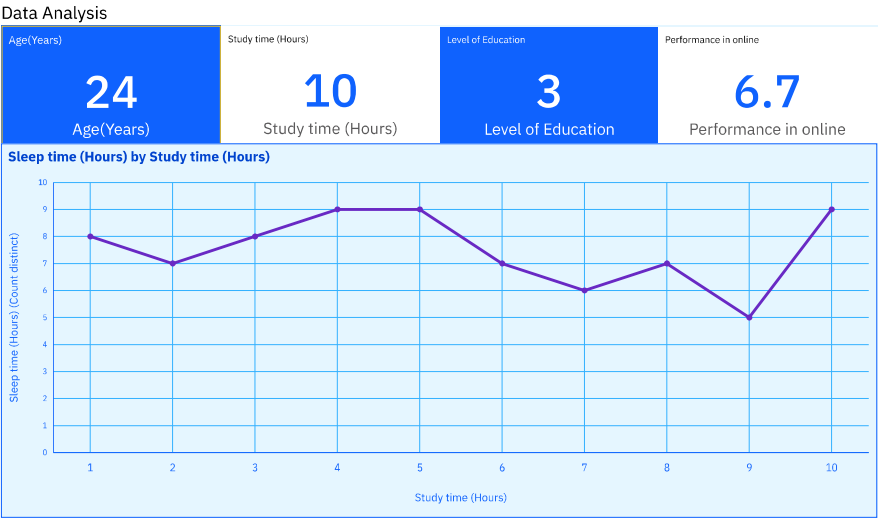 Data Analysis
Age(Years)
24
Age(Years)
Study time (Hours)
10
Study time (Hours)
Level of Education
3
Level of Education
Performance in online
6.7
Performance in online
Sleep time (Hours) by Study time (Hours)
Sleep time (Hours) (Count distinct)
10
9
8
7
6
5
4
3
2
1
0
1 2 3 4 5 6 7 8 9 10
Study time (Hours)